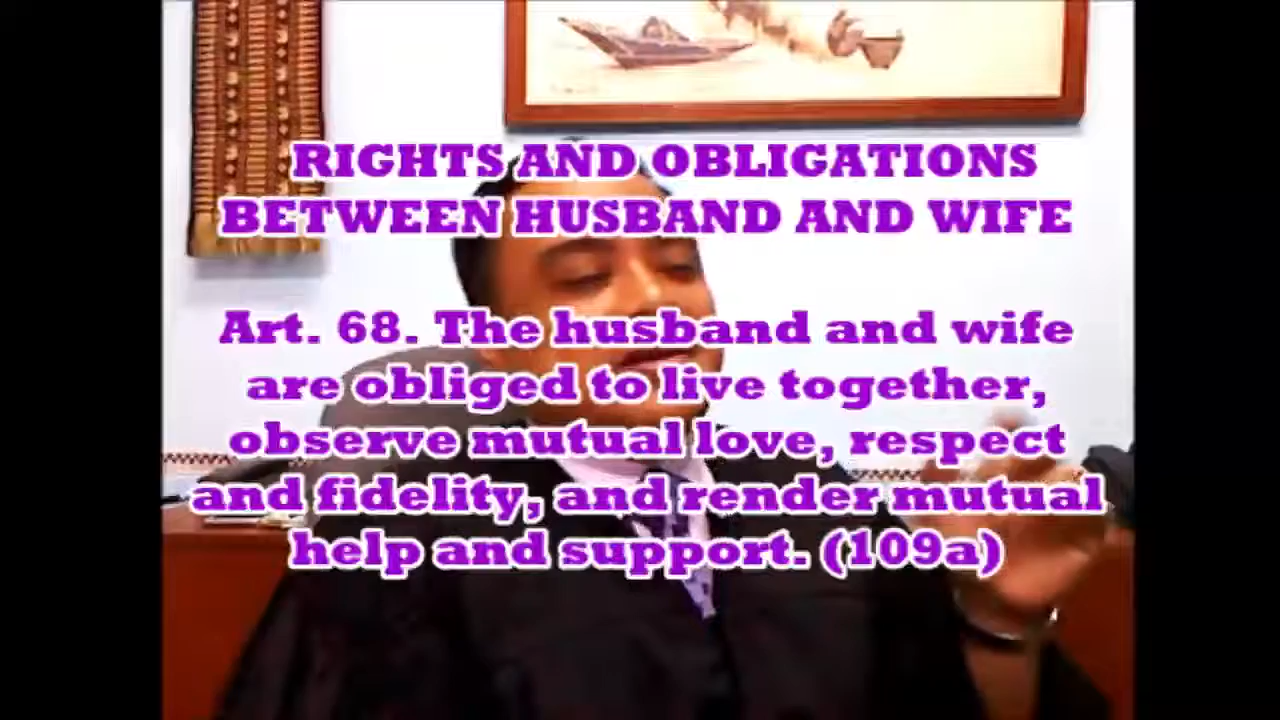 RIGHTS AND OBLIGATIONS
BETWEEN HUSBAND AND WIFE
Art. 68. The husband and wife
are obliged to live together,
observe mutual love, respect
and fidelity, and render mutual
help and support. (109a)